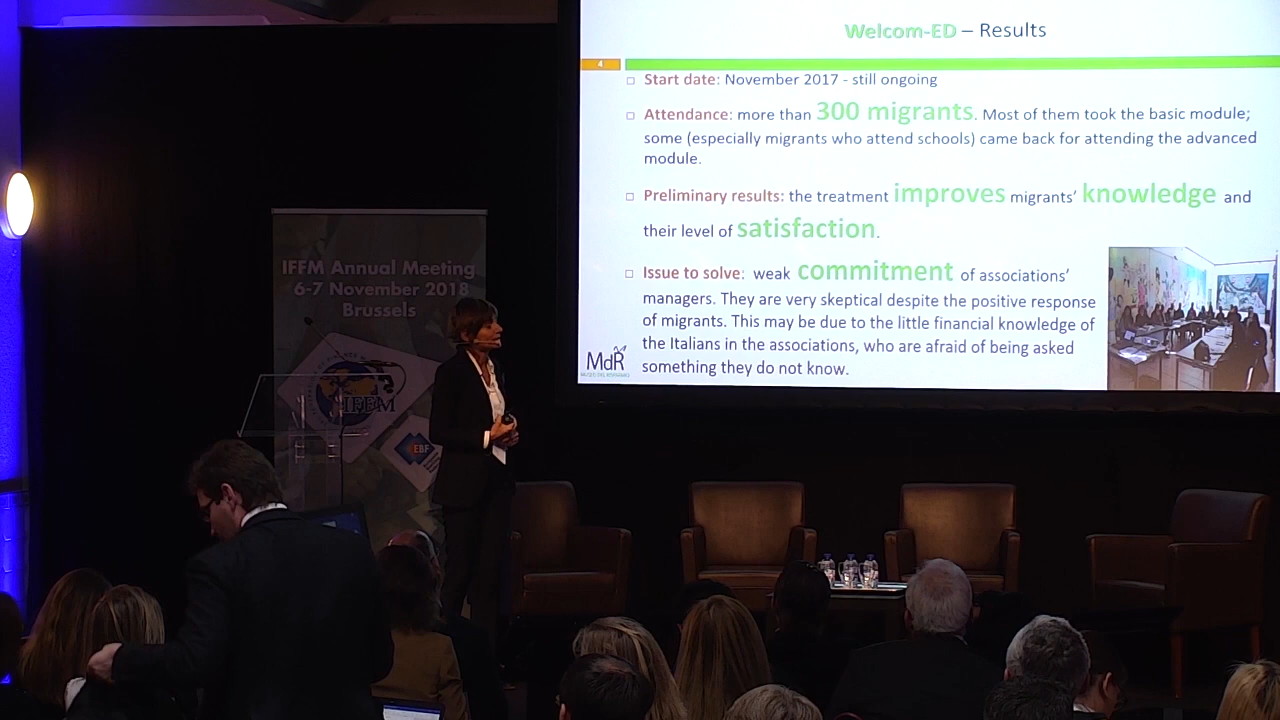 Welcom-ED – Results
4
Start date: November 2017 - still ongoing
Attendance: more than 300 migrants. Most of them took the basic module;
some (especially migrants who attend schools) came back for attending the advanced
module.
Preliminary results: the treatment improves migrants' knowledge and
their level of satisfaction.
Issue to solve: weak commitment of associations'
managers. They are very skeptical despite the positive response
of migrants. This may be due to the little financial knowledge of
the Italians in the associations, who are afraid of being asked
something they do not know.
MdR
IFFM Annual Meeting
6-7 November 2018
Brussels
IFFM
EBF